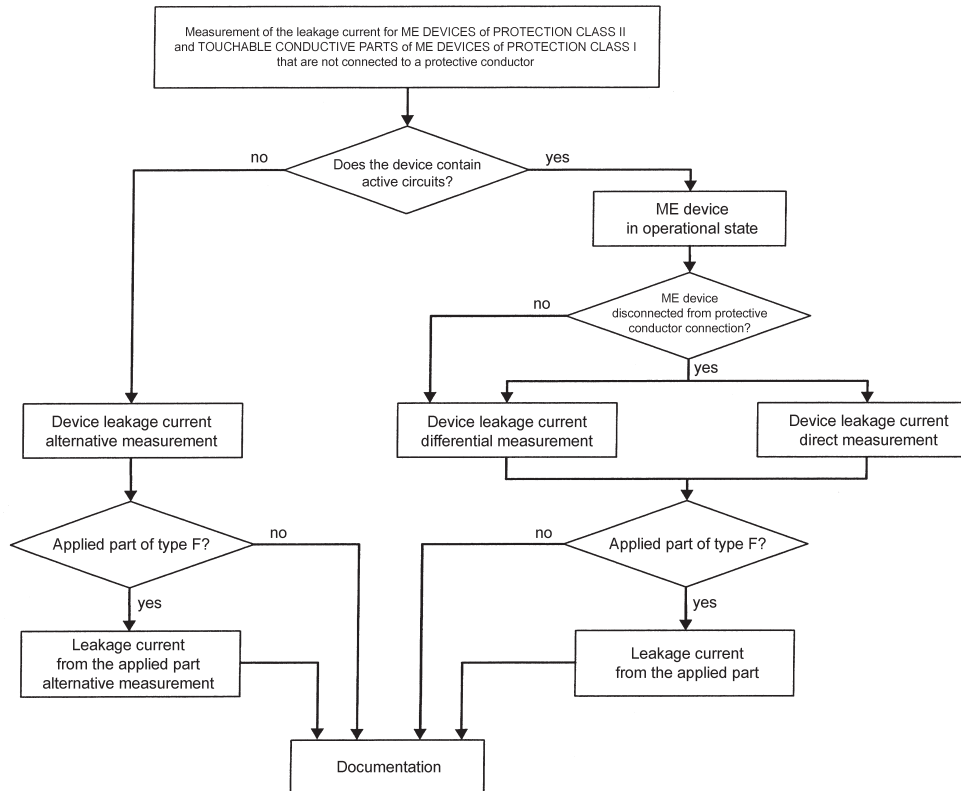 Measurement of the leakage current for ME DEVICES of PROTECTION CLASS II
and TOUCHABLE CONDUCTIVE PARTS of ME DEVICES of PROTECTION CLASS I
that are not connected to a protective conductor
no
Does the device contain
active circuits?
yes
ME device
in operational state
no
ME device
disconnected from protective
conductor connection?
yes
Device leakage current
alternative measurement
Device leakage current
differential measurement
Device leakage current
direct measurement
Applied part of type F?
no
yes
no
Applied part of type F?
yes
Leakage current
from the applied part
alternative measurement
Leakage current
from the applied part
Documentation